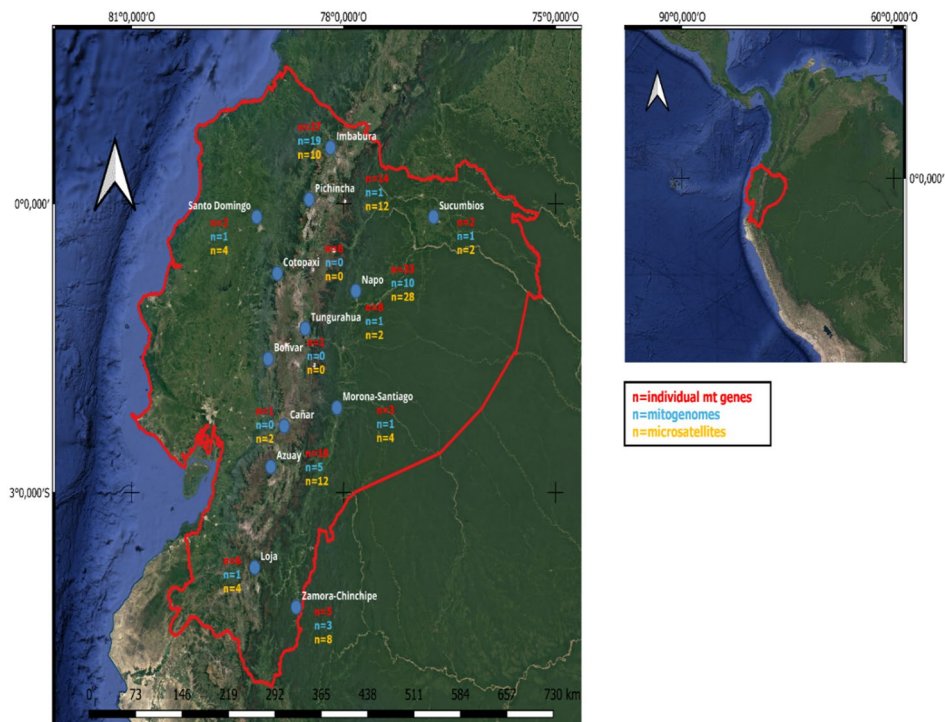 81°0,000'O 78°0,000'O 75°0,000'O
90°0,000'O 60°0,000'O
Imbabura
n=19
n=10
Pichincha
n=14
n=1
n=12
Santo Domingo
n=1
n=4
Sucumbios
n=2
n=1
n=2
0°0,000'
0°0,000'
Cotopaxi
n=0
n=0
Napo
n=10
n=28
Tungurahua
n=1
n=2
Bolivar
n=0
n=0
Morona-Santiago
n=1
n=4
Cañar
n=1
n=0
n=2
Azuay
n=5
n=12
3°0,000'S
Loja
n=1
n=4
Zamora-Chinchipe
n=3
n=8
0 73 146 219 292 365 438 511 584 657 730 km
n=individual mt genes
n=mitogenomes
n=microsatellites